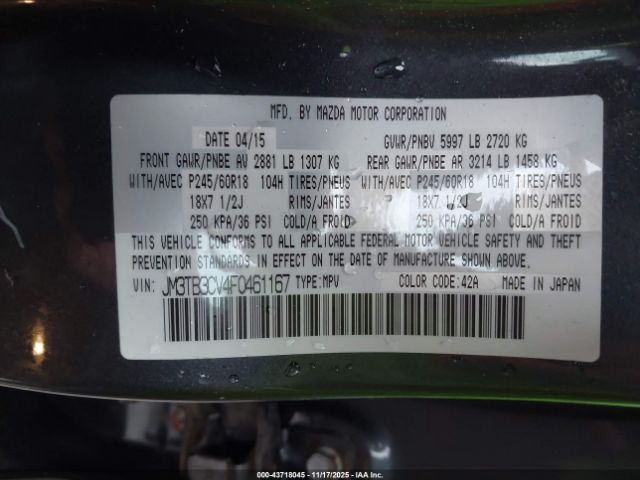 MFD. BY MAZDA MOTOR CORPORATION
DATE 04/15 GVWR/PNBV 5997 LB 2720 KG
FRONT GAWR/PNBE AV 2881 LB 1307 KG REAR GAWR/PNBE AR 3214 LB 1458 KG
WITH/AVEC P245/60R18 104H TIRES/PNEUS WITH/AVEC P245/60R18 104H TIRES/PNEUS
18X7 1/2J RIMS/JANTES 18X7 1/2J RIMS/JANTES
250 KPA/36 PSI COLD/A FROID 250 KPA/36 PSI COLD/A FROID
THIS VEHICLE CONFORMS TO ALL APPLICABLE FEDERAL MOTOR VEHICLE SAFETY AND THEFT
PREVENTION STANDARDS IN EFFECT ON THE DATE OF MANUFACTURE SHOWN ABOVE.
VIN: JM3TB3CV4F0461167 TYPE:MPV COLOR CODE:42A MADE IN JAPAN
000-43718045 - 11/17/2025 - IAAI.COM